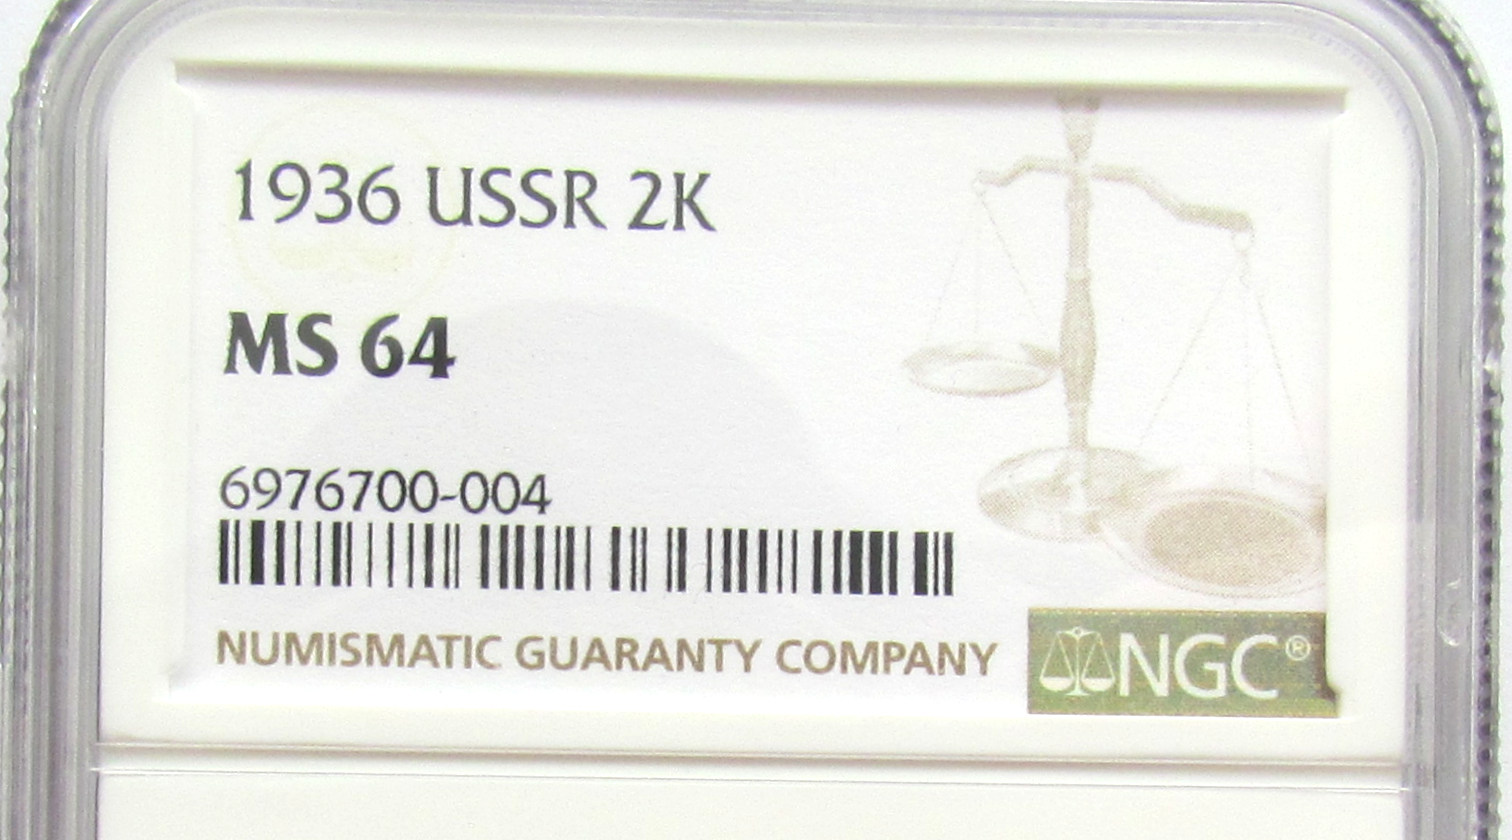 1936 USSR 2K
MS 64
6976700-004
NUMISMATIC GUARANTY COMPANY
NGC®